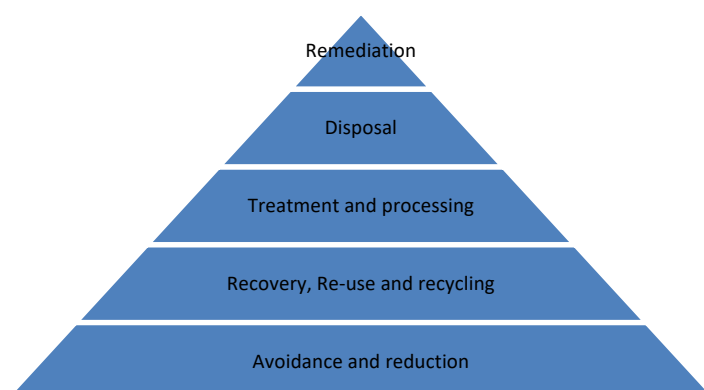 Remediation
Disposal
Treatment and processing
Recovery, Re-use and recycling
Avoidance and reduction